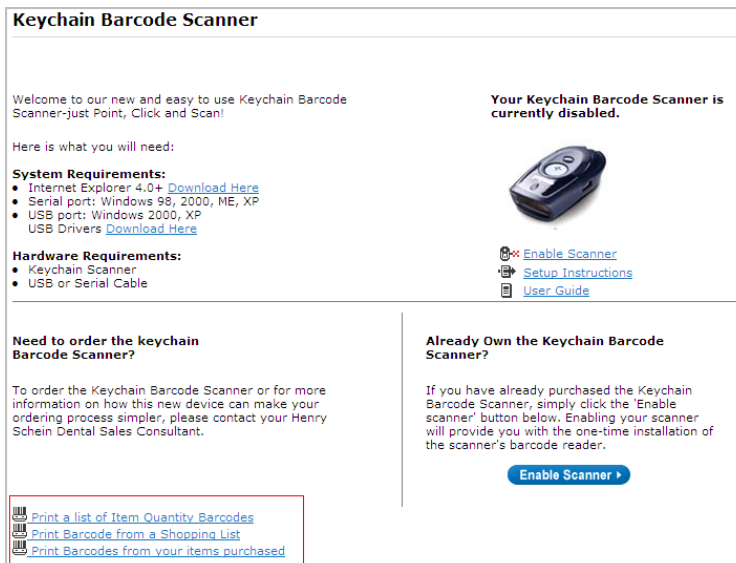 Keychain Barcode Scanner
Welcome to our new and easy to use Keychain Barcode
Scanner-just Point, Click and Scan!
Here is what you will need:
System Requirements:
• Internet Explorer 4.0+ Download Here
• Serial port: Windows 98, 2000, ME, XP
• USB port: Windows 2000, XP
USB Drivers Download Here
Hardware Requirements:
• Keychain Scanner
• USB or Serial Cable
Your Keychain Barcode Scanner is
currently disabled.
Enable Scanner
Setup Instructions
User Guide
Need to order the keychain
Barcode Scanner?
To order the Keychain Barcode Scanner or for more
information on how this new device can make your
ordering process simpler, please contact your Henry
Schein Dental Sales Consultant.
Already Own the Keychain Barcode
Scanner?
If you have already purchased the Keychain
Barcode Scanner, simply click the 'Enable
scanner' button below. Enabling your scanner
will provide you with the one-time installation of
the scanner's barcode reader.
Enable Scanner
Print a list of Item Quantity Barcodes
Print Barcode from a Shopping List
Print Barcodes from your items purchased